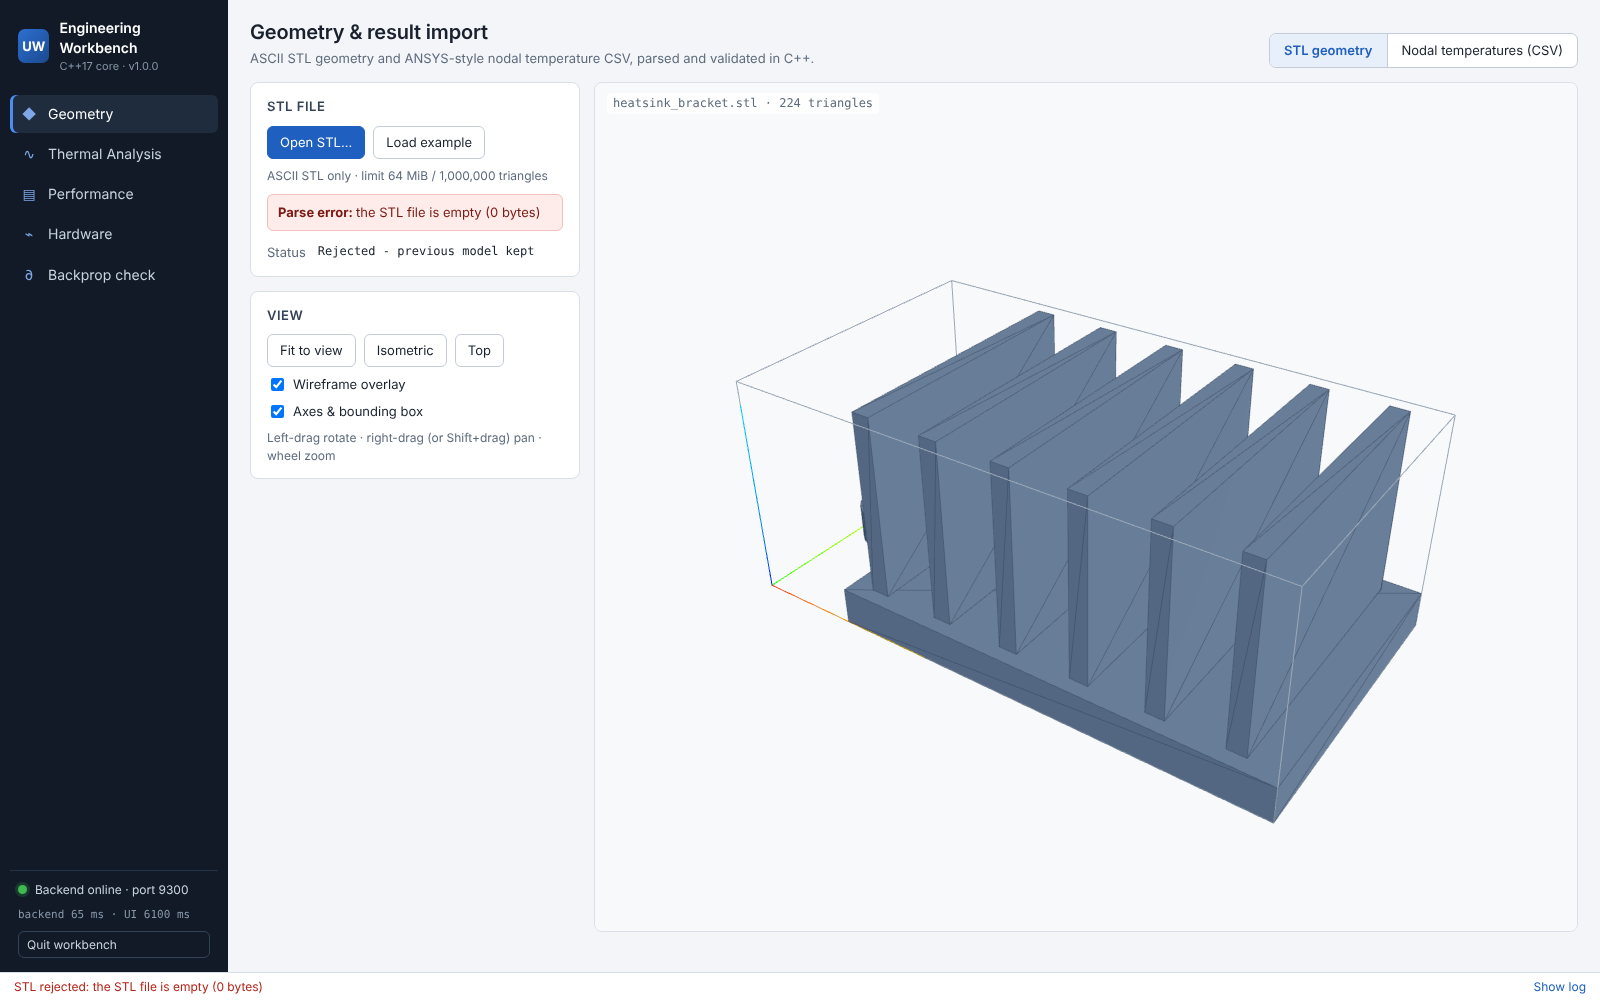 UW
Engineering
Workbench
C++17 core · v1.0.0
Geometry
Thermal Analysis
Performance
Hardware
∂ Backprop check
Backend online · port 9300
backend 65 ms · UI 6100 ms
Quit workbench
Geometry & result import
ASCII STL geometry and ANSYS-style nodal temperature CSV, parsed and validated in C++.
STL geometry
Nodal temperatures (CSV)
STL FILE
Open STL...
Load example
ASCII STL only · limit 64 MiB / 1,000,000 triangles
Parse error: the STL file is empty (0 bytes)
Status Rejected - previous model kept
VIEW
Fit to view
Isometric
Top
Wireframe overlay
Axes & bounding box
Left-drag rotate · right-drag (or Shift+drag) pan ·
wheel zoom
heatsink_bracket.stl · 224 triangles
STL rejected: the STL file is empty (0 bytes)
Show log